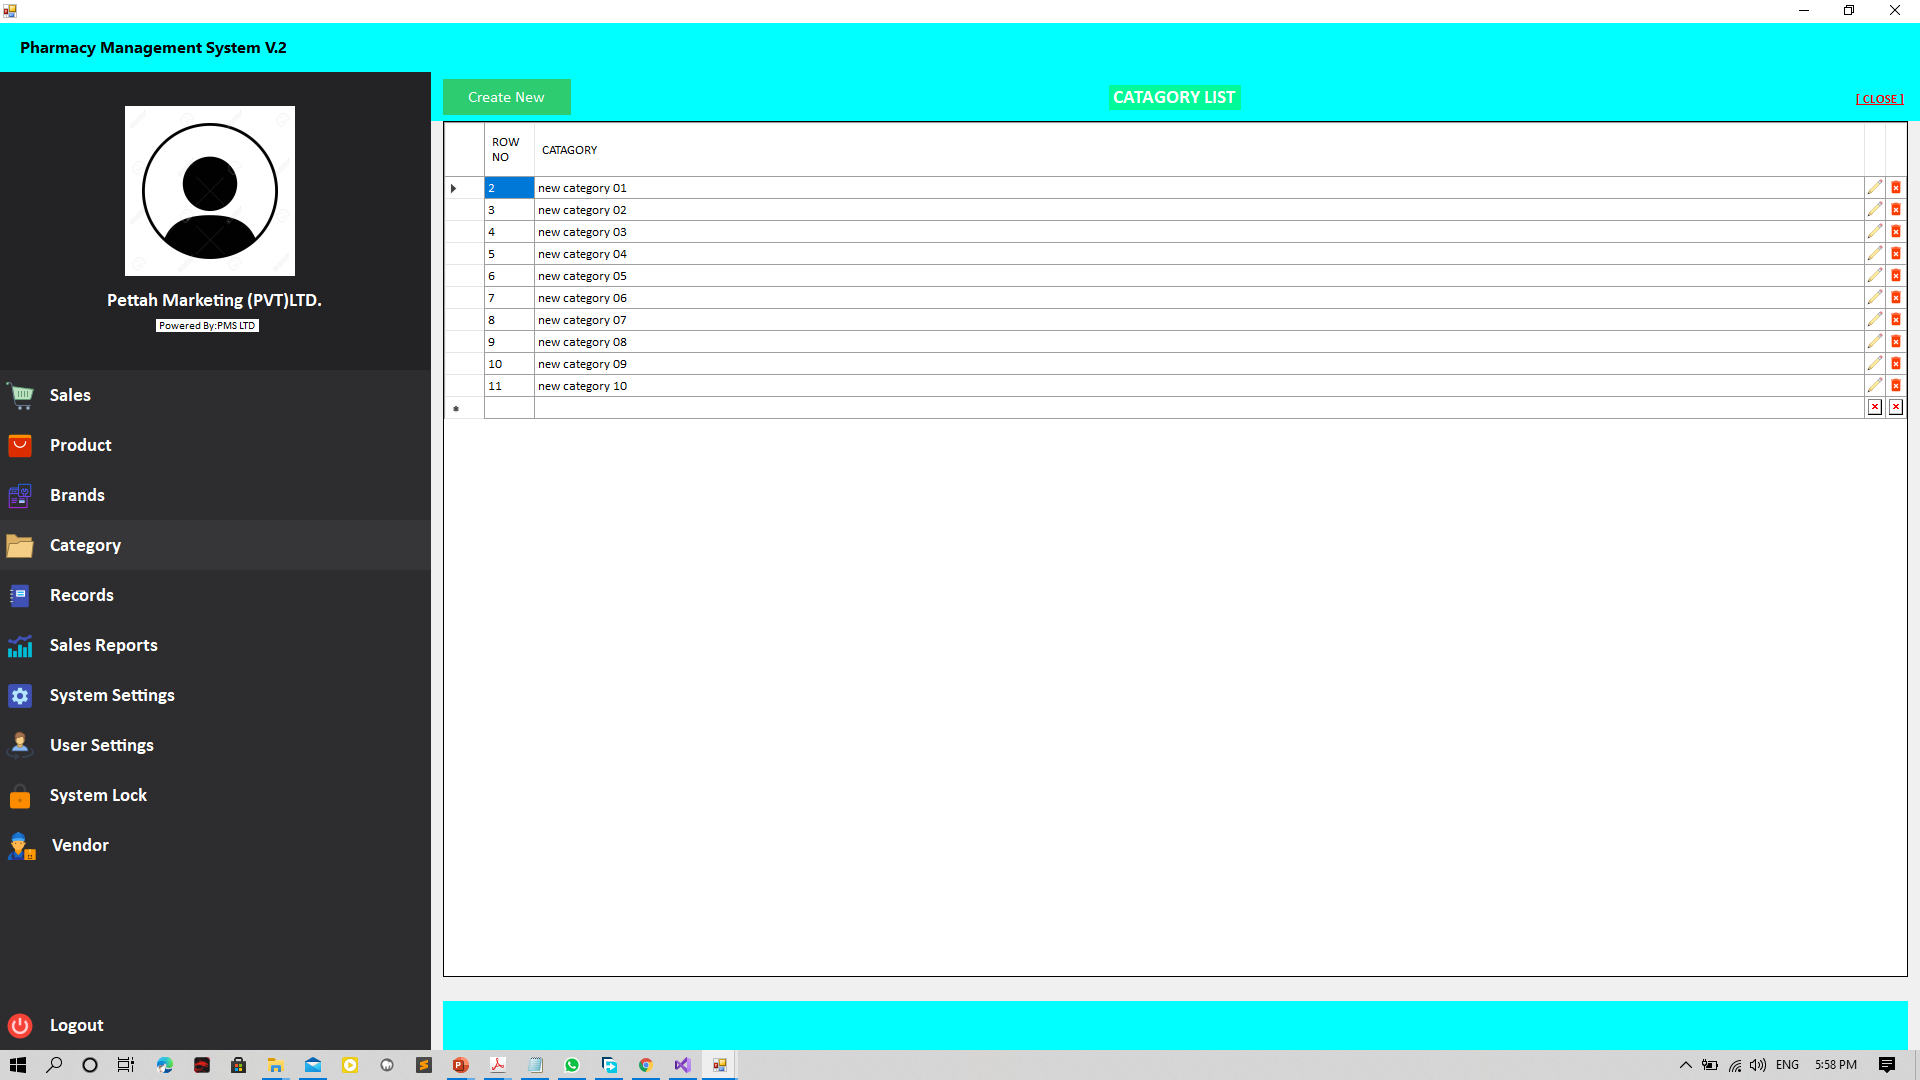 Pharmacy Management System V.2
Create New
CATAGORY LIST
[ CLOSE ]
Pettah Marketing (PVT)LTD.
Powered By:PMS LTD
Sales
Product
Brands
Category
Records
Sales Reports
System Settings
User Settings
System Lock
Vendor
Logout
ROW NO CATAGORY
2 new category 01
3 new category 02
4 new category 03
5 new category 04
6 new category 05
7 new category 06
8 new category 07
9 new category 08
10 new category 09
11 new category 10
ENG 5:58 PM